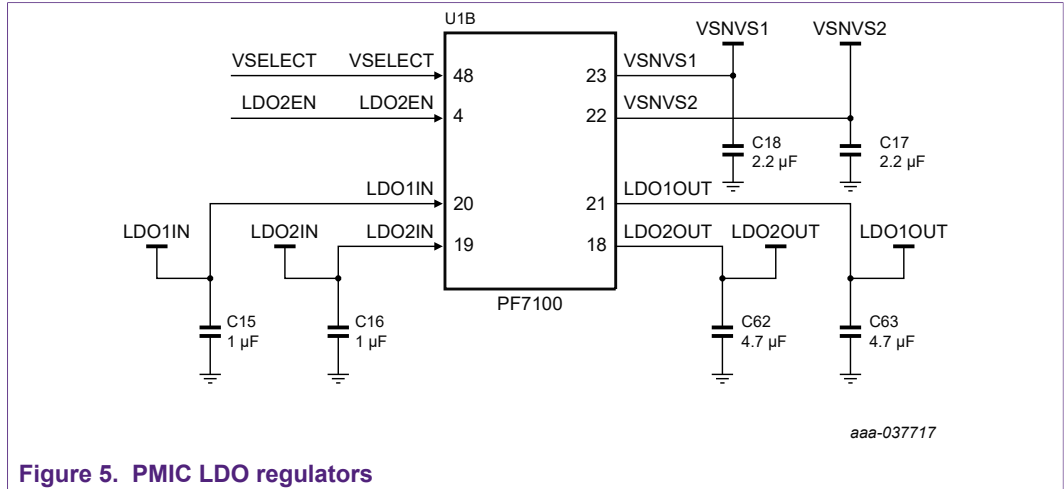 U1B
VSNVS1 VSNVS2
VSELECT VSELECT 48 23 VSNVS1
LDO2EN LDO2EN 4 22 VSNVS2
C18 C17
2.2 µF 2.2 µF
LDO1IN 20 21 LDO1OUT
LDO1IN LDO2IN LDO2IN 19 18 LDO2OUT LDO2OUT LDO1OUT
PF7100
C15 C16 C62 C63
1 µF 1 µF 4.7 µF 4.7 µF
aaa-037717
Figure 5. PMIC LDO regulators